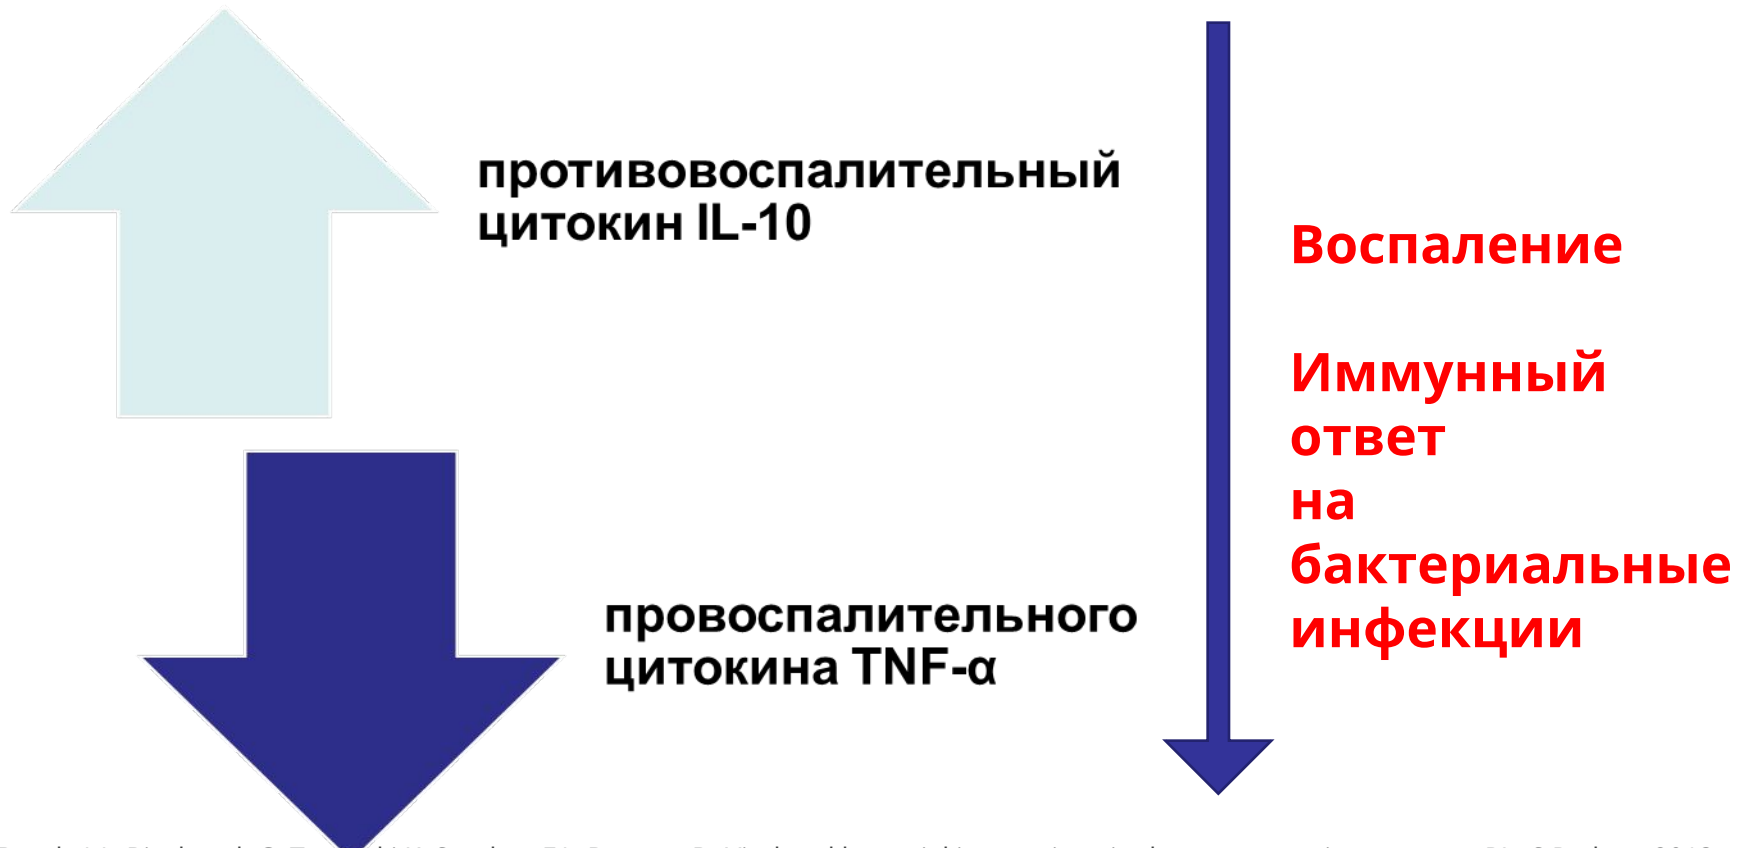 противовоспалительный
цитокин IL-10
провоспалительного
цитокина TNF-α
Воспаление
Иммунный
ответ
на
бактериальные
инфекции